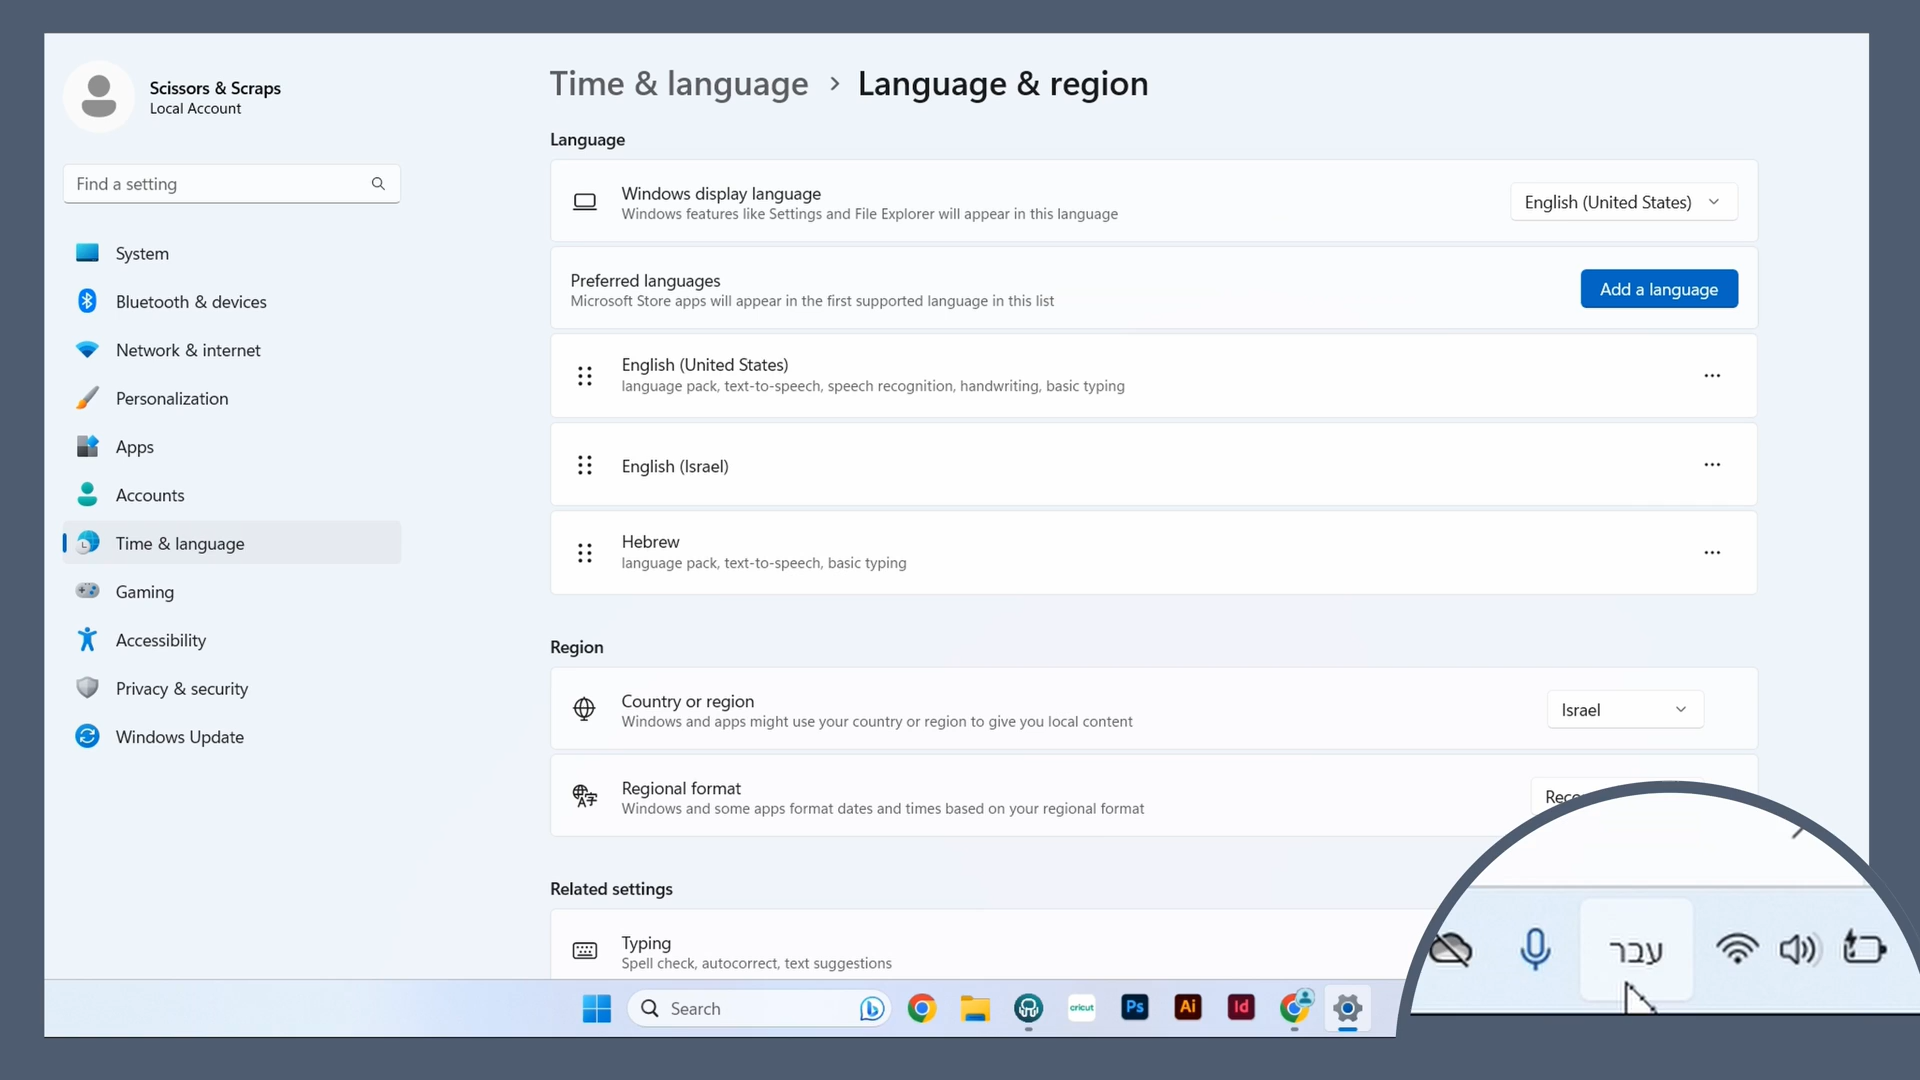 Scissors & Scraps
Local Account
Find a setting
System
Bluetooth & devices
Network & internet
Personalization
Apps
Accounts
Time & language
Gaming
Accessibility
Privacy & security
Windows Update
Time & language > Language & region
Language
Windows display language
Windows features like Settings and File Explorer will appear in this language
English (United States)
Preferred languages
Microsoft Store apps will appear in the first supported language in this list
Add a language
English (United States)
language pack, text-to-speech, speech recognition, handwriting, basic typing
English (Israel)
Hebrew
language pack, text-to-speech, basic typing
Region
Country or region
Windows and apps might use your country or region to give you local content
Israel
Regional format
Windows and some apps format dates and times based on your regional format
Related settings
Typing
Spell check, autocorrect, text suggestions
Search
cricut
Ps
Ai
Id
עבר